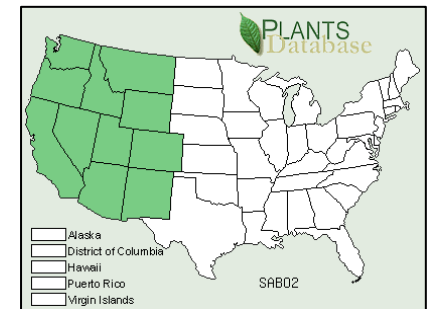 PLANTS
Database
Alaska
District of Columbia
Hawaii
Puerto Rico
Virgin Islands
SABO2